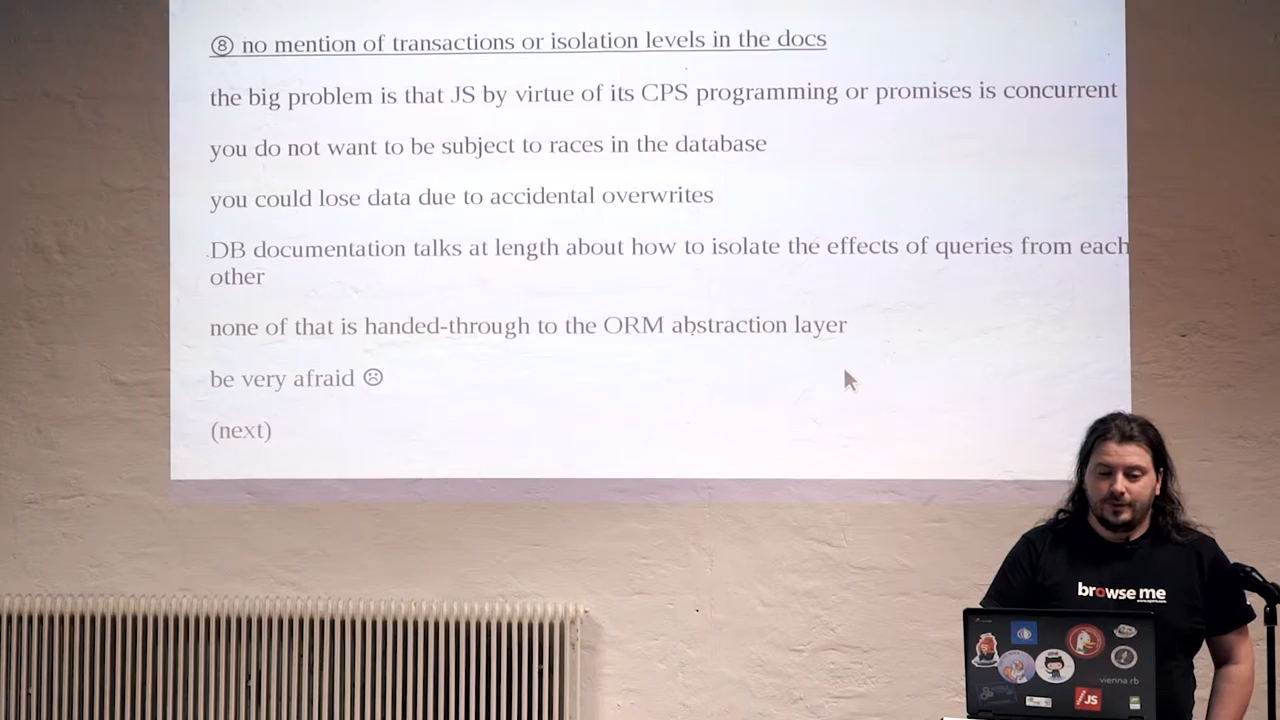 ⑧ no mention of transactions or isolation levels in the docs
the big problem is that JS by virtue of its CPS programming or promises is concurrent
you do not want to be subject to races in the database
you could lose data due to accidental overwrites
DB documentation talks at length about how to isolate the effects of queries from each
other
none of that is handed-through to the ORM abstraction layer
be very afraid ☹
(next)
browse me
vienna rb
JS